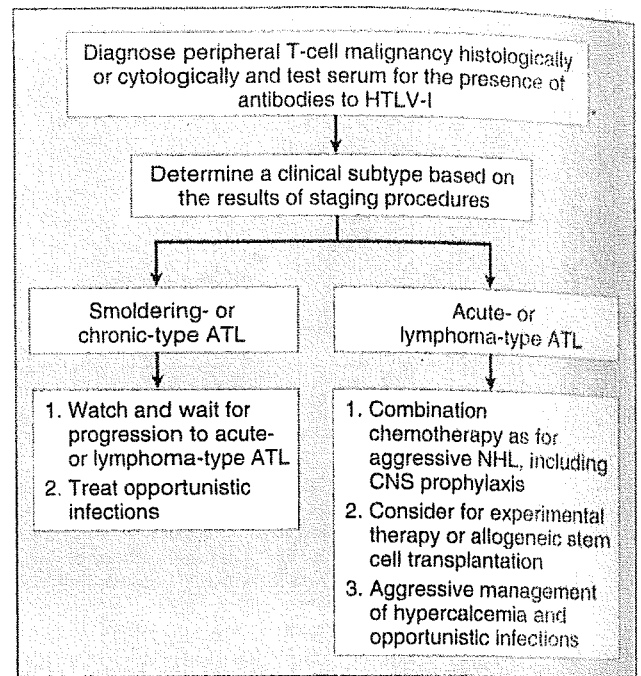 Diagnose peripheral T-cell malignancy histologically
or cytologically and test serum for the presence of
antibodies to HTLV-I
Determine a clinical subtype based on
the results of staging procedures
Smoldering- or
chronic-type ATL
Acute- or
lymphoma-type ATL
1. Watch and wait for
progression to acute-
or lymphoma-type ATL
2. Treat opportunistic
infections
1. Combination
chemotherapy as for
aggressive NHL, including
CNS prophylaxis
2. Consider for experimental
therapy or allogeneic stem
cell transplantation
3. Aggressive management
of hypercalcemia and
opportunistic infections